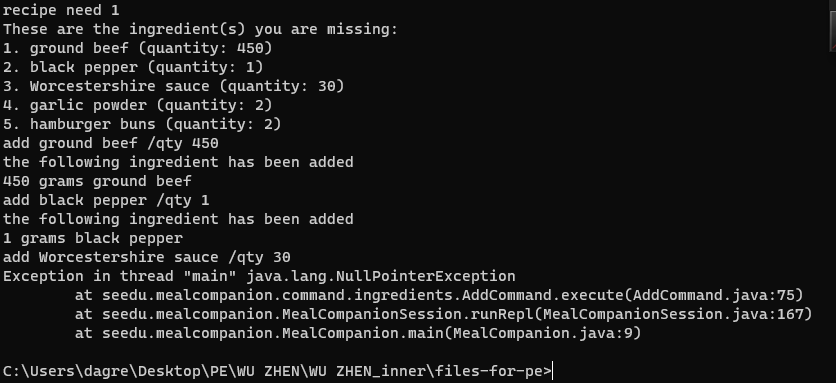 recipe need 1
These are the ingredient(s) you are missing:
1. ground beef (quantity: 450)
2. black pepper (quantity: 1)
3. Worcestershire sauce (quantity: 30)
4. garlic powder (quantity: 2)
5. hamburger buns (quantity: 2)
add ground beef /qty 450
the following ingredient has been added
450 grams ground beef
add black pepper /qty 1
the following ingredient has been added
1 grams black pepper
add Worcestershire sauce /qty 30
Exception in thread "main" java.lang.NullPointerException
        at seedu.mealcompanion.command.ingredients.AddCommand.execute(AddCommand.java:75)
        at seedu.mealcompanion.MealCompanionSession.runRepl(MealCompanionSession.java:167)
        at seedu.mealcompanion.MealCompanion.main(MealCompanion.java:9)
C:\Users\dagre\Desktop\PE\WU ZHEN\WU ZHEN_inner\files-for-pe>